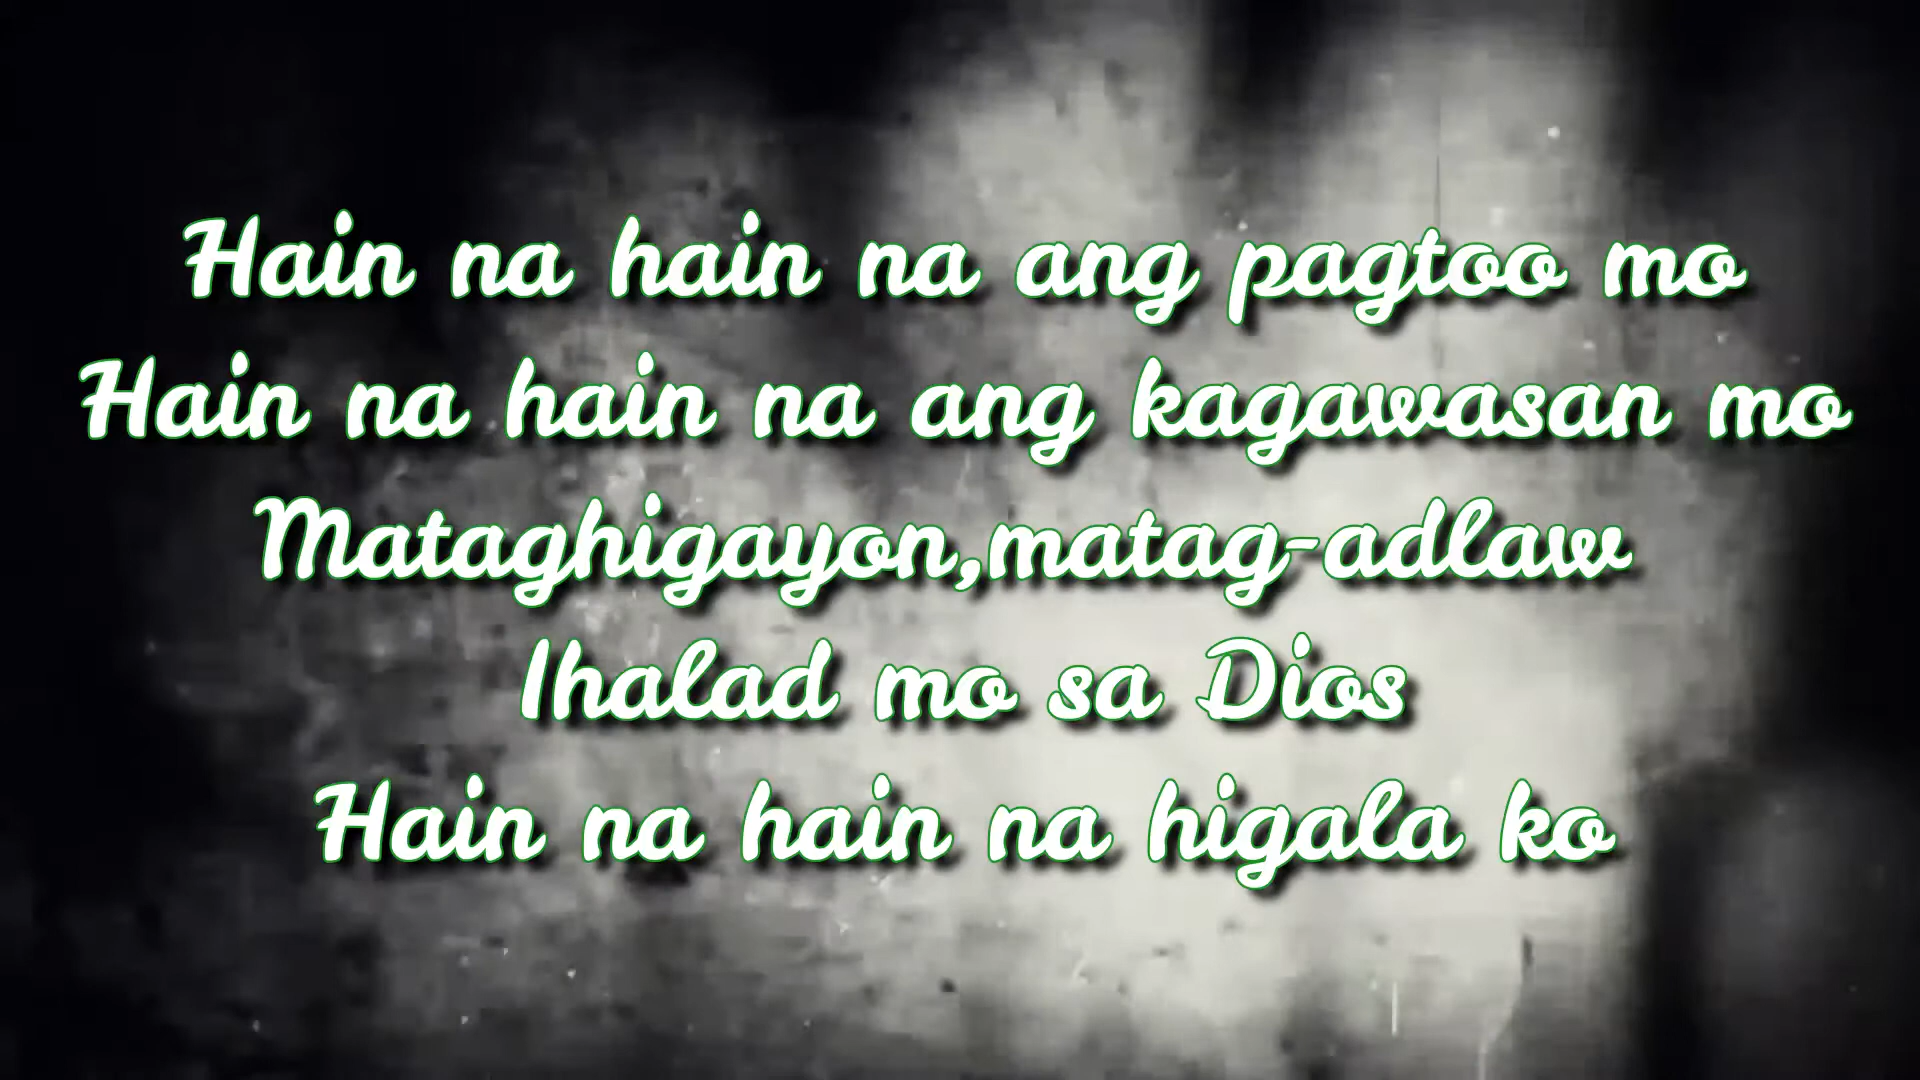 Hain na hain na ang pagtoo mo
Hain na hain na ang kagawasan mo
Mataghigayon,matag-adlaw
Ihalad mo sa Dios
Hain na hain na higala ko